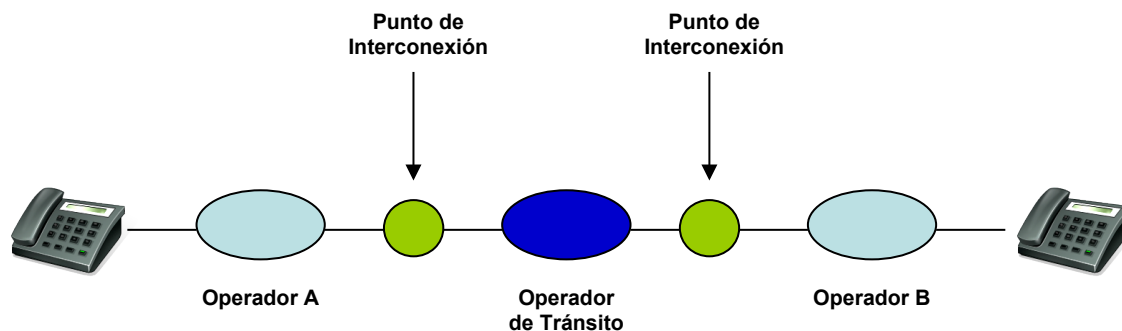 Punto de
Interconexión
Punto de
Interconexión
Operador A
Operador
de Tránsito
Operador B